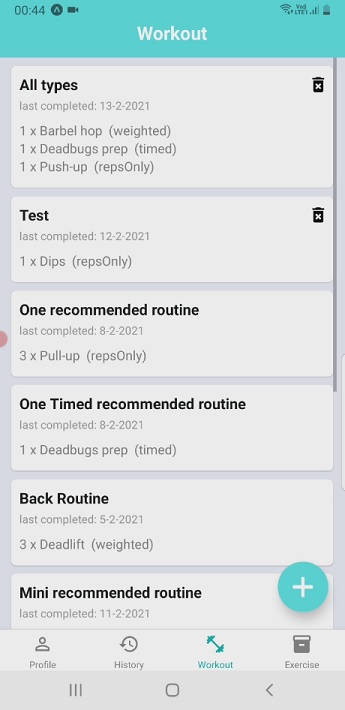 00:44 Vo)) LTE1
Workout
All types
last completed: 13-2-2021
1 x Barbel hop (weighted)
1 x Deadbugs prep (timed)
1 x Push-up (repsOnly)
Test
last completed: 12-2-2021
1 x Dips (repsOnly)
One recommended routine
last completed: 8-2-2021
3 x Pull-up (repsOnly)
One Timed recommended routine
last completed: 8-2-2021
1 x Deadbugs prep (timed)
Back Routine
last completed: 5-2-2021
3 x Deadlift (weighted)
Mini recommended routine
last completed: 11-2-2021
Profile History Workout Exercise